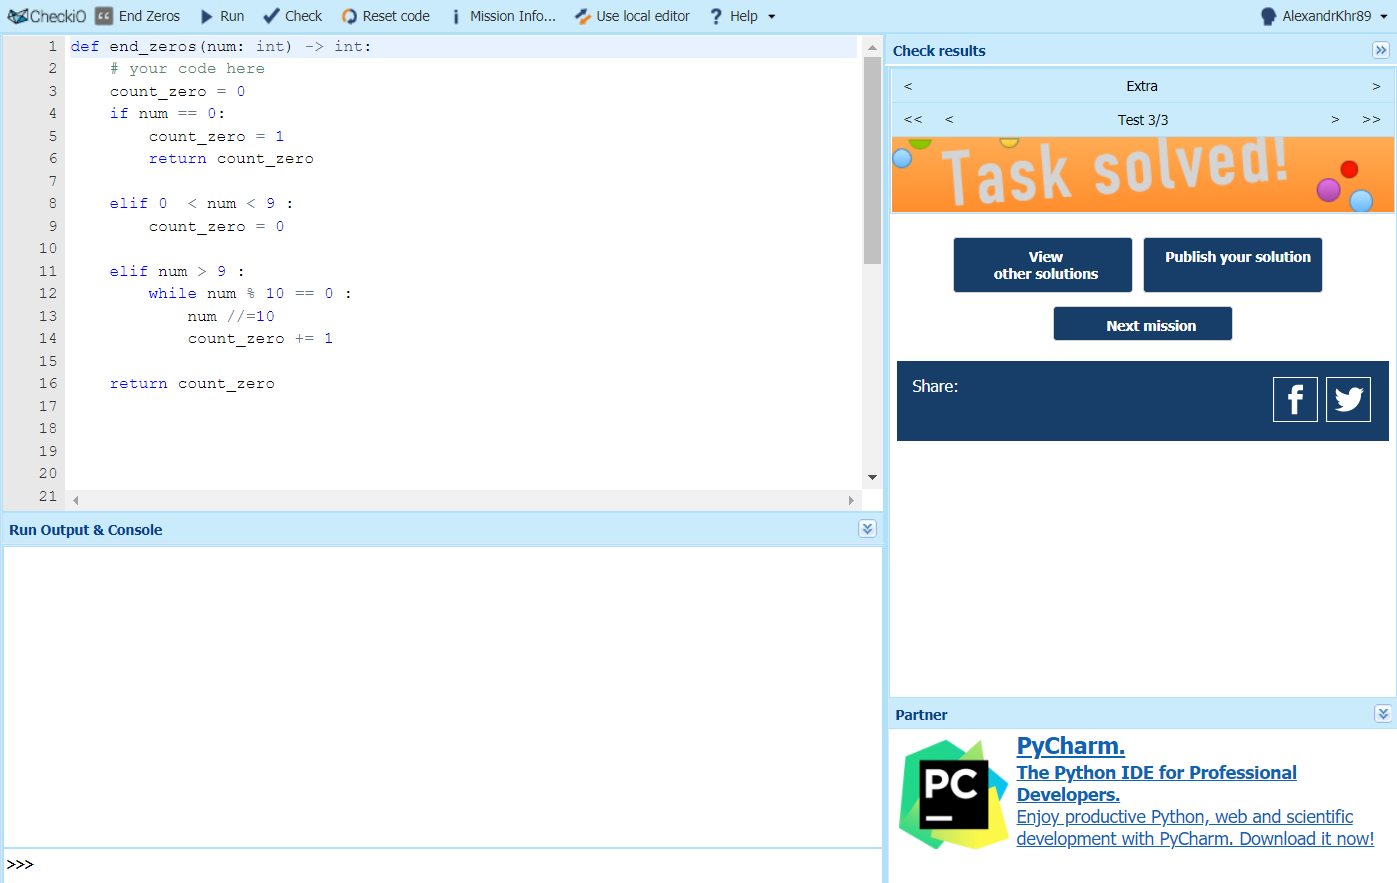 CheckiO End Zeros Run Check Reset code Mission Info... Use local editor Help AlexandrKhr89
1 def end_zeros(num: int) -> int:
2 # your code here
3 count_zero = 0
4 if num == 0:
5 count_zero = 1
6 return count_zero
7
8 elif 0  < num < 9 :
9 count_zero = 0
10
11 elif num > 9 :
12 while num % 10 == 0 :
13 num //=10
14 count_zero += 1
15
16 return count_zero
17
18
19
20
21
Run Output & Console
>>>
Check results
< Extra >
<< < Test 3/3 > >>
Task solved!
View
other solutions
Publish your solution
Next mission
Share:
Partner
PC
PyCharm.
The Python IDE for Professional
Developers.
Enjoy productive Python, web and scientific
development with PyCharm. Download it now!